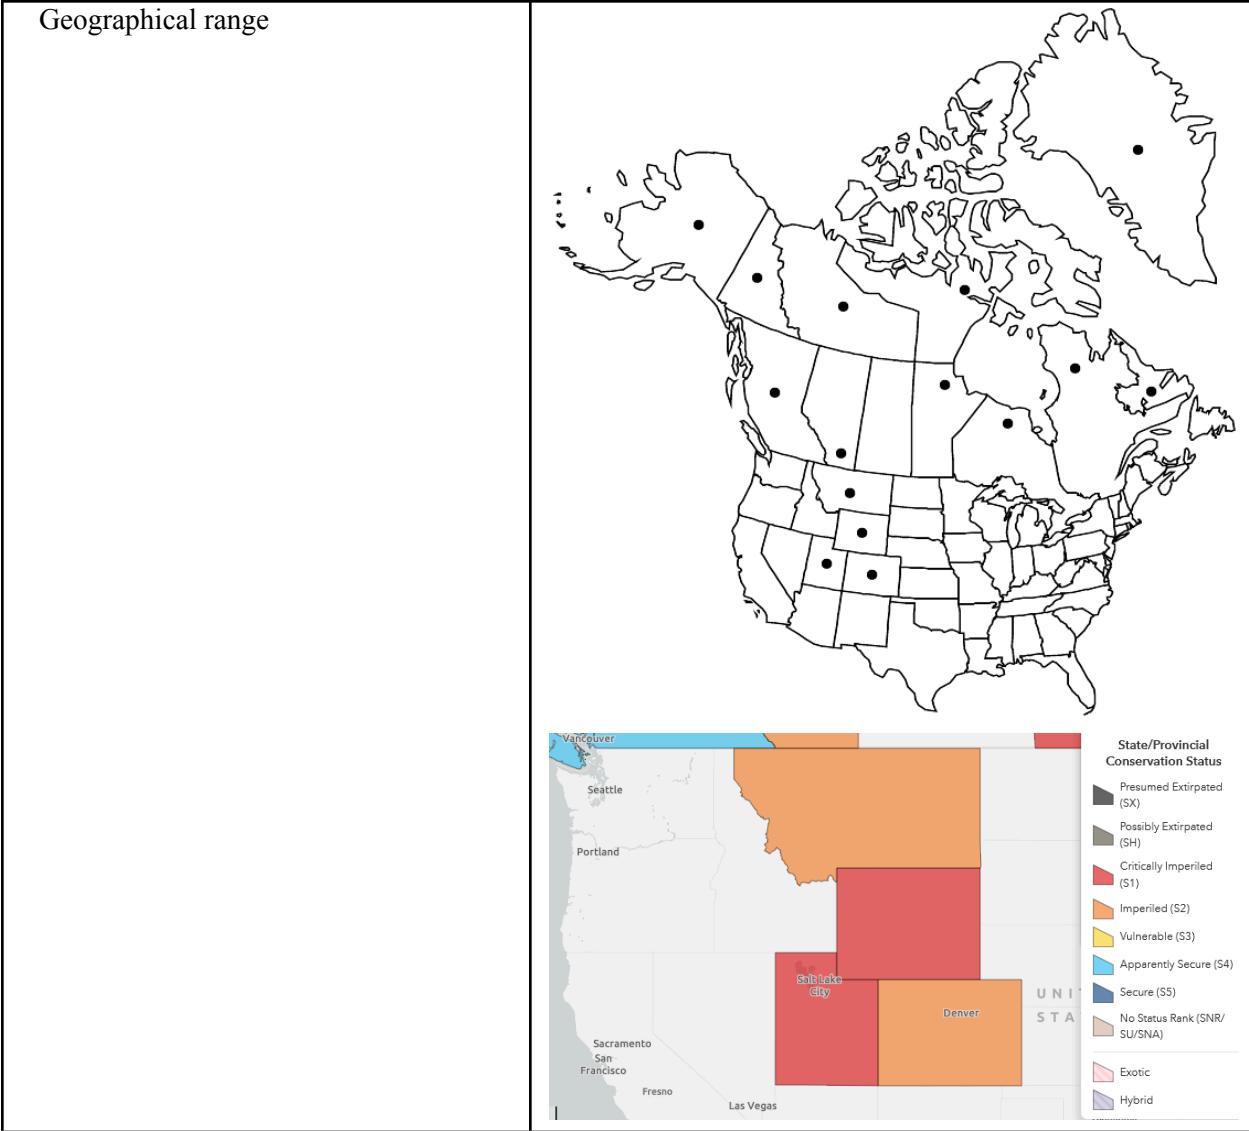 Geographical range
Vancouver
Seattle
Portland
Salt Lake
City
Denver
UNI
STA
Sacramento
San
Francisco
Fresno
Las Vegas
State/Provincial
Conservation Status
Presumed Extirpated
(SX)
Possibly Extirpated
(SH)
Critically Imperiled
(S1)
Imperiled (S2)
Vulnerable (S3)
Apparently Secure (S4)
Secure (S5)
No Status Rank (SNR/
SU/SNA)
Exotic
Hybrid